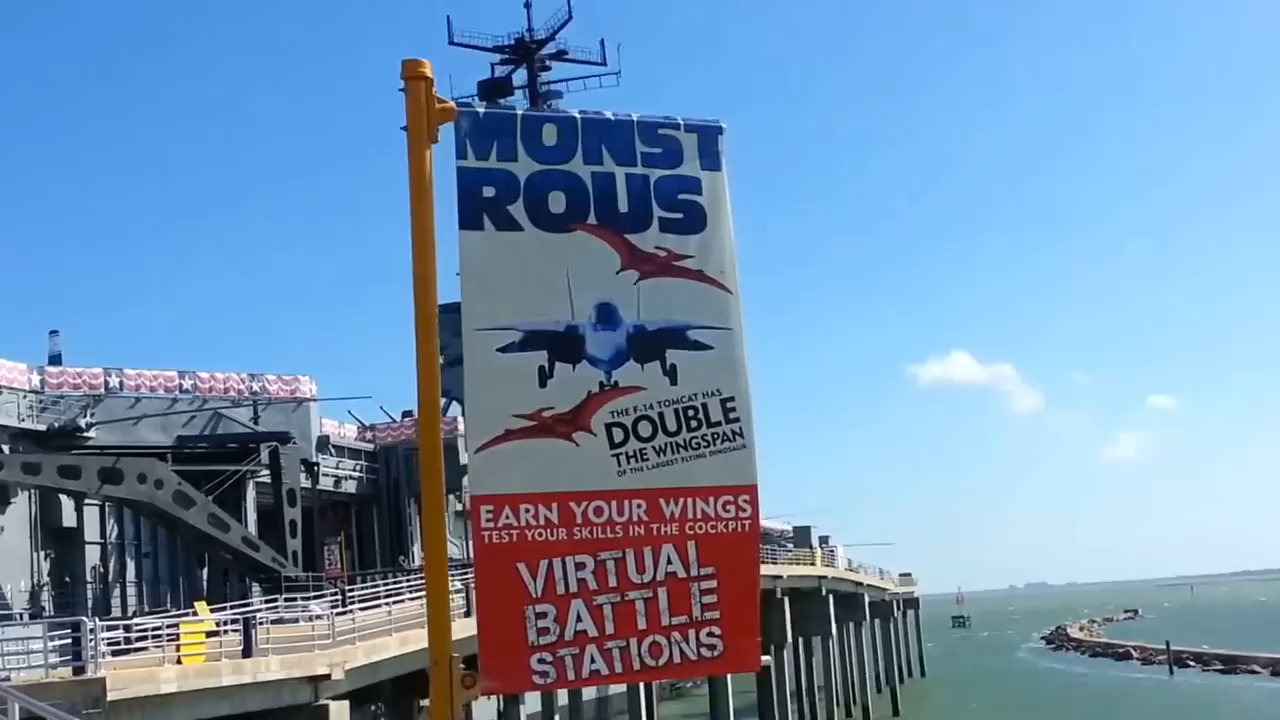 MONST
ROUS
THE F-14 TOMCAT HAS
DOUBLE
THE WINGSPAN
OF THE LARGEST FLYING DINOSAUR
EARN YOUR WINGS
TEST YOUR SKILLS IN THE COCKPIT
VIRTUAL
BATTLE
STATIONS